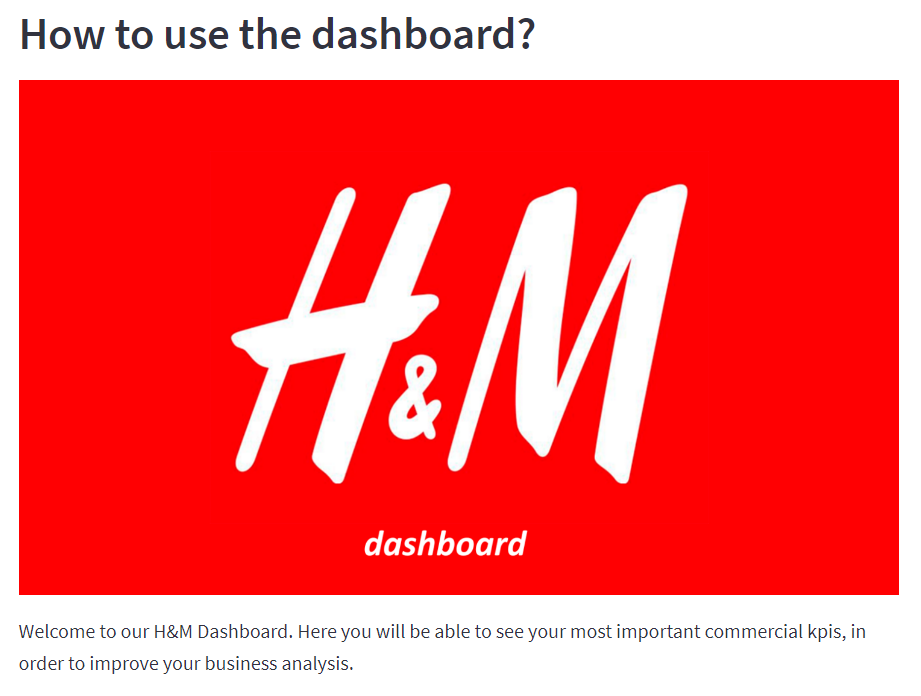 How to use the dashboard?
H&M
dashboard
Welcome to our H&M Dashboard. Here you will be able to see your most important commercial kpis, in
order to improve your business analysis.